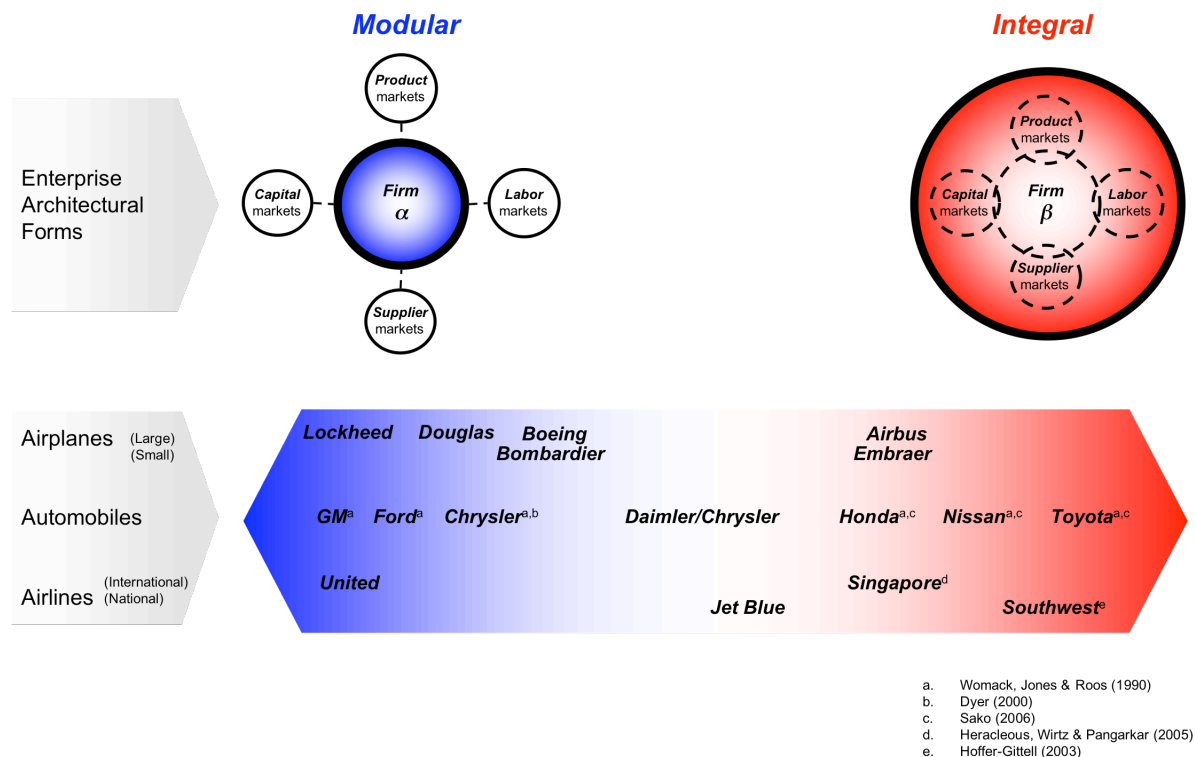 Modular
Integral
Product
markets
Capital
markets
Firm
α
Labor
markets
Supplier
markets
Product
markets
Capital
markets
Firm
β
Labor
markets
Supplier
markets
Enterprise
Architectural
Forms
Airplanes (Large)
(Small)
Lockheed Douglas Boeing
Bombardier
Airbus
Embraer
Automobiles
GMa Forda Chryslera,b Daimler/Chrysler Hondaa,c Nissana,c Toyotaa,c
Airlines (International)
(National)
United Singapored
Jet Blue Southweste
a. Womack, Jones & Roos (1990)
b. Dyer (2000)
c. Sako (2006)
d. Heracleous, Wirtz & Pangarkar (2005)
e. Hoffer-Gittell (2003)